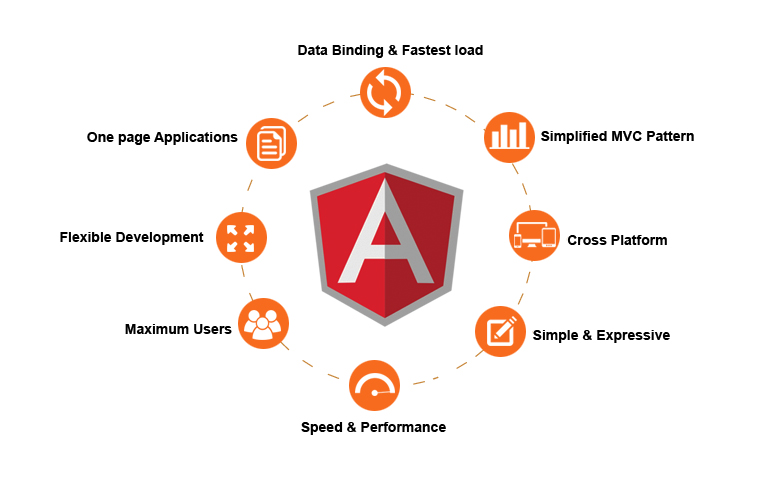 Data Binding & Fastest load
One page Applications
Simplified MVC Pattern
Flexible Development
Cross Platform
Maximum Users
Simple & Expressive
Speed & Performance
A